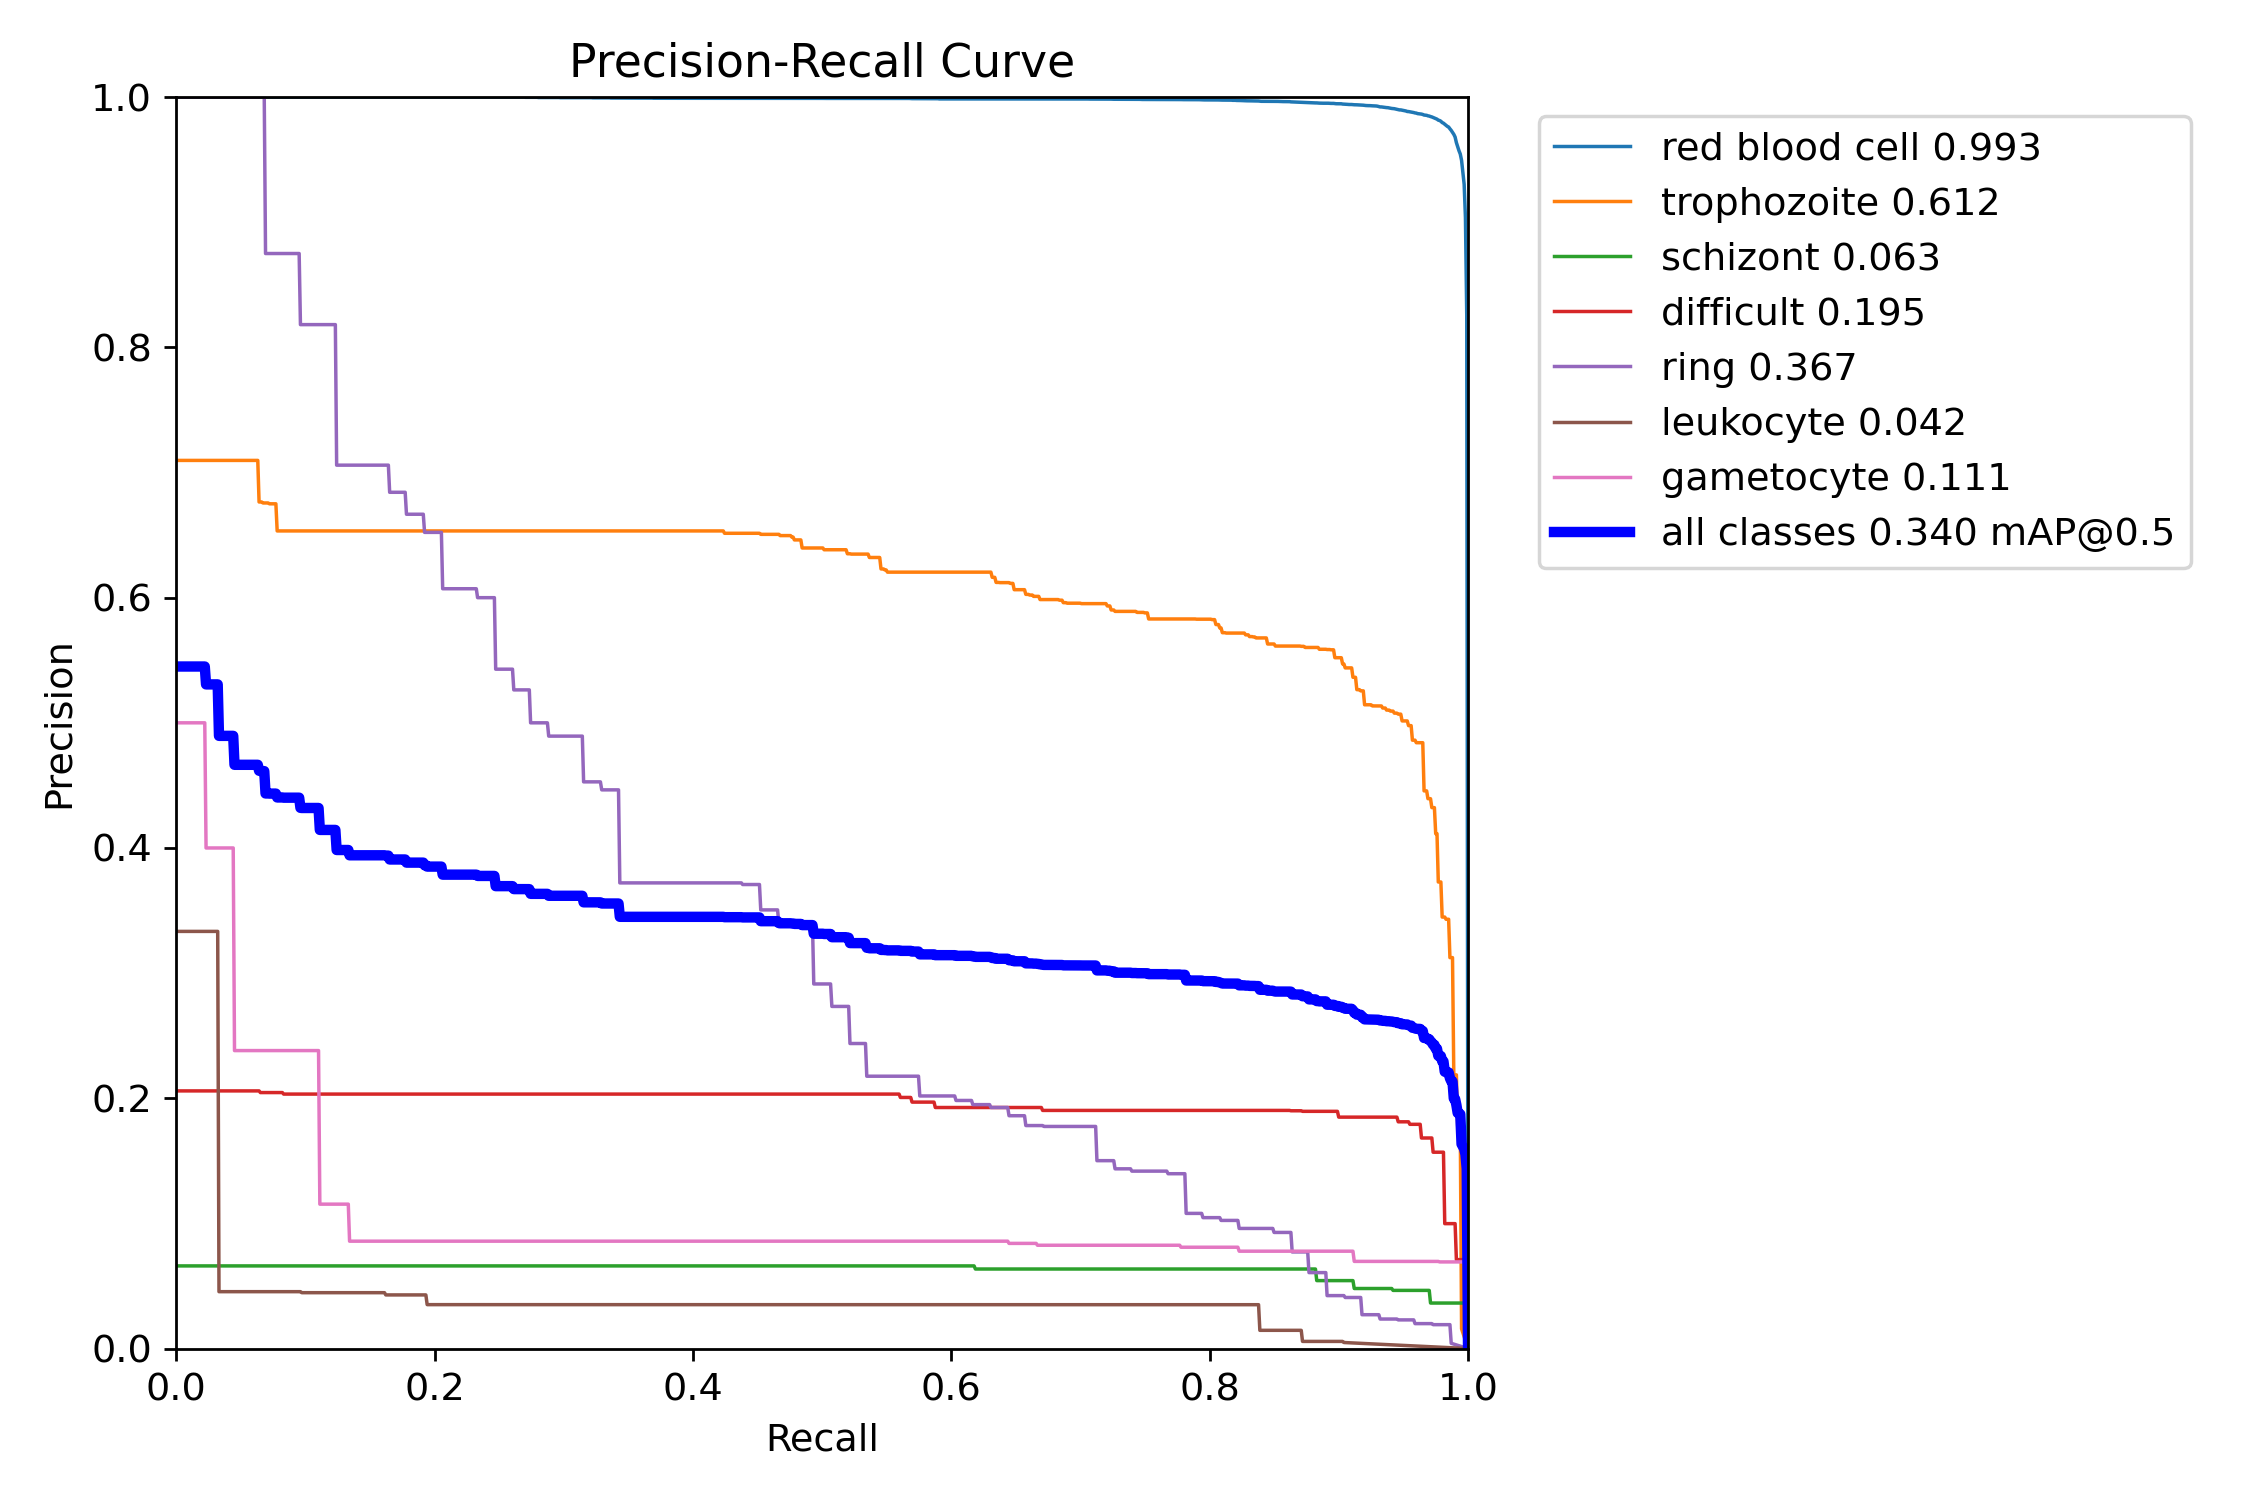 Precision-Recall Curve
1.0
0.8
0.6
0.4
0.2
0.0
Precision
0.0 0.2 0.4 0.6 0.8 1.0
Recall
red blood cell 0.993
trophozoite 0.612
schizont 0.063
difficult 0.195
ring 0.367
leukocyte 0.042
gametocyte 0.111
all classes 0.340 mAP@0.5